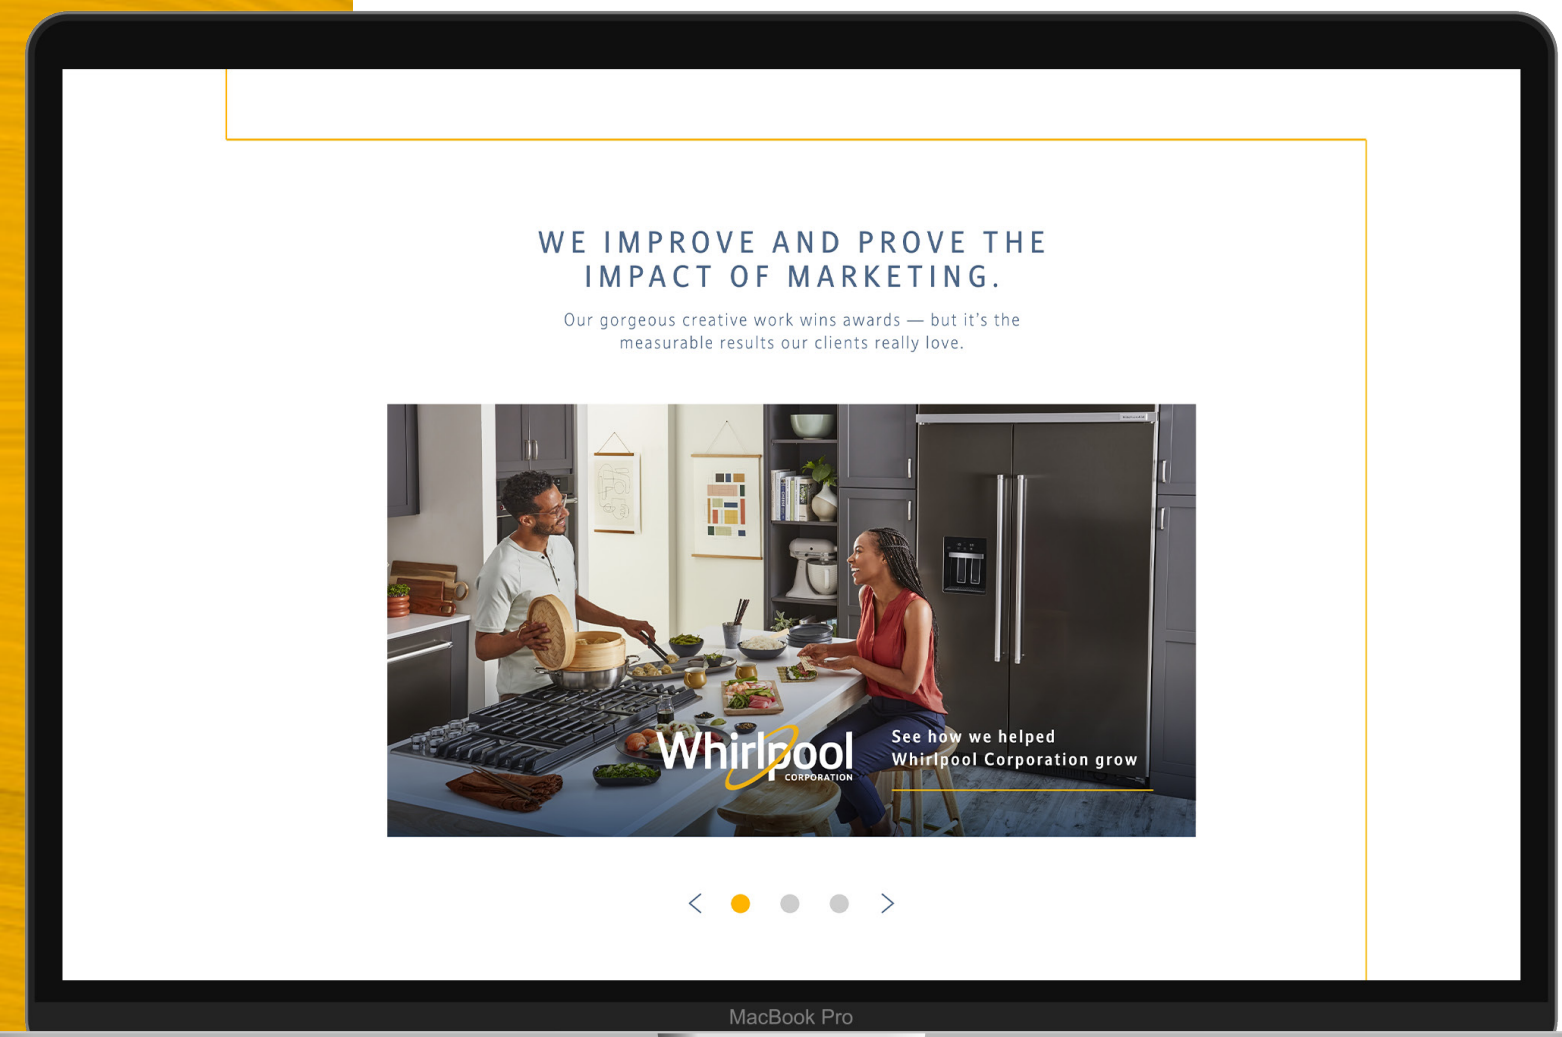 WE IMPROVE AND PROVE THE
IMPACT OF MARKETING.
Our gorgeous creative work wins awards — but it's the
measurable results our clients really love.
Whirlpool
CORPORATION
See how we helped
Whirlpool Corporation grow
MacBook Pro